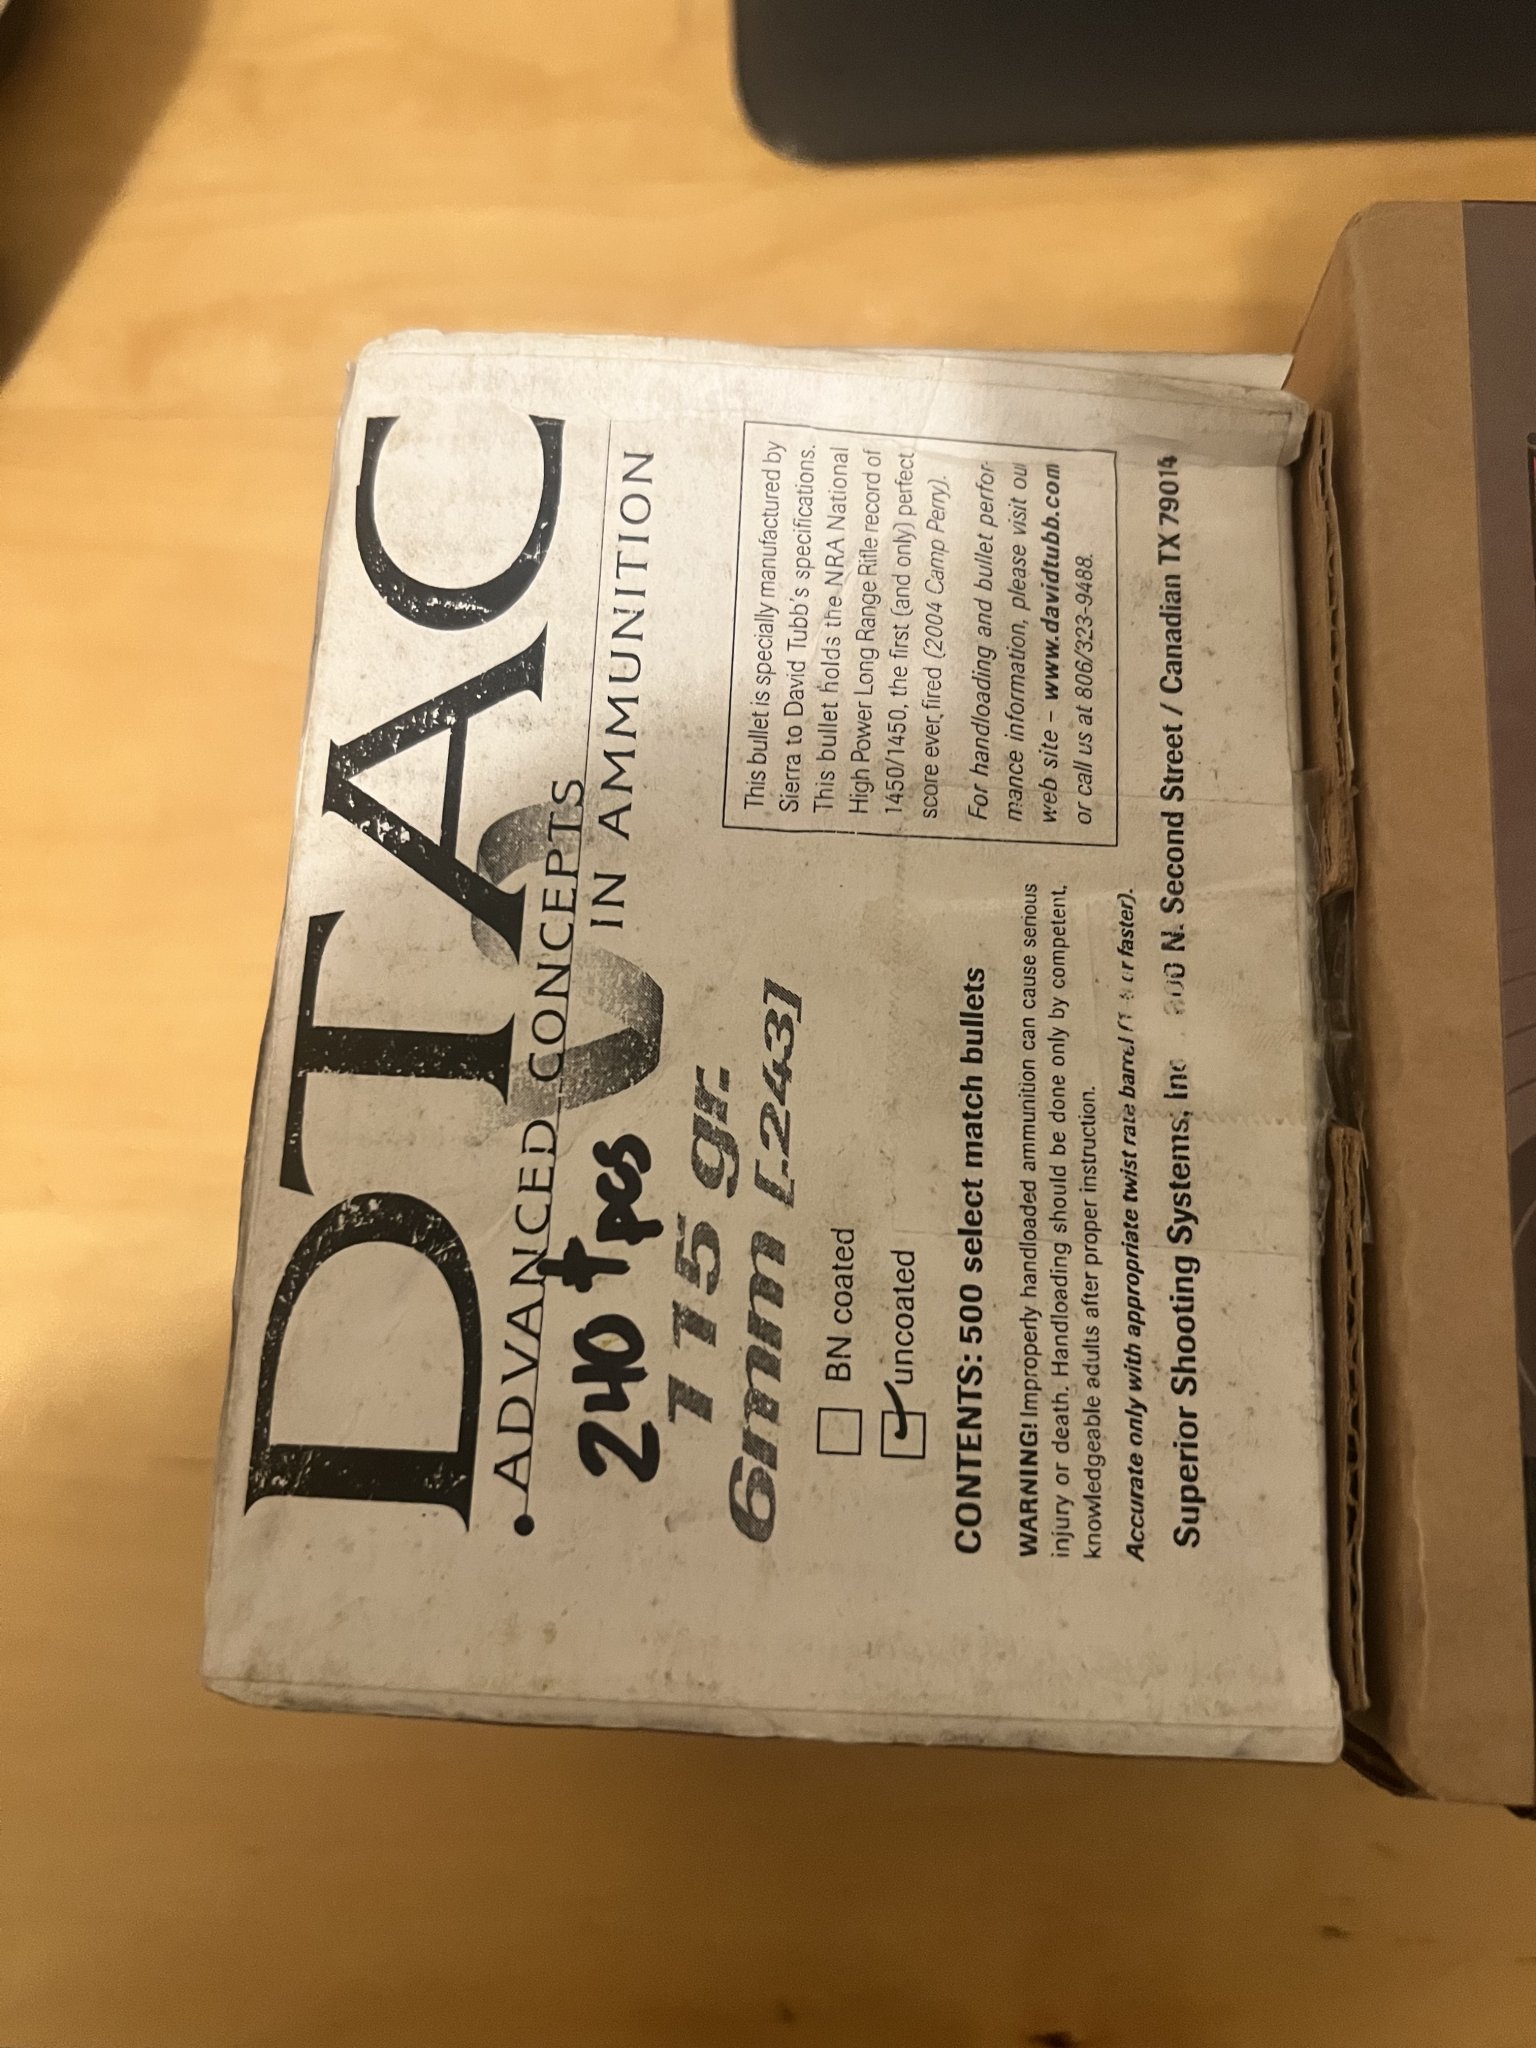 DTAC
• ADVANCED CONCEPTS
IN AMMUNITION
240 + pcs
115 gr.
6mm [.243]
BN coated
uncoated
CONTENTS: 500 select match bullets
WARNING! Improperly handloaded ammunition can cause serious
injury or death. Handloading should be done only by competent,
knowledgeable adults after proper instruction.
Accurate only with appropriate twist rate barrel or faster).
This bullet is specially manufactured by
Sierra to David Tubb's specifications.
This bullet holds the NRA National
High Power Long Range Rifle record of
1450/1450, the first (and only) perfect
score ever fired (2004 Camp Perry).
For handloading and bullet perfor-
mance information, please visit our
web site – www.davidtubb.com
or call us at 806/323-9488.
Superior Shooting Systems, Inc N. Second Street / Canadian TX 79014